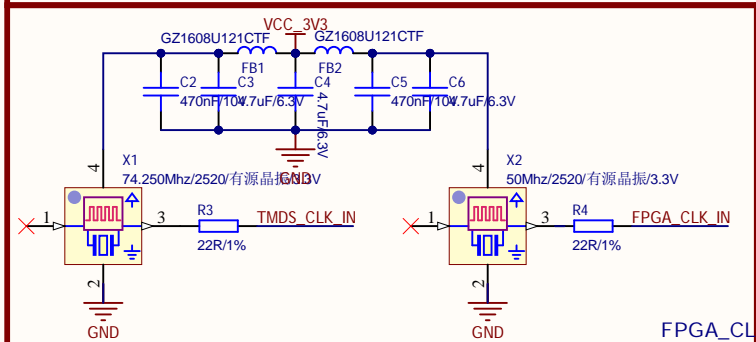 VCC_3V3
GZ1608U121CTF
GZ1608U121CTF
FB1
FB2
C2
C3
C4
C5
C6
470nF/10V
4.7uF/6.3V
4.7uF/6.3V
470nF/10V
4.7uF/6.3V
GND
4
X1
74.250Mhz/2520/有源晶振/3.3V
1
3
R3
TMDS_CLK_IN
22R/1%
2
GND
4
X2
50Mhz/2520/有源晶振/3.3V
1
3
R4
FPGA_CLK_IN
22R/1%
2
GND
FPGA_CL